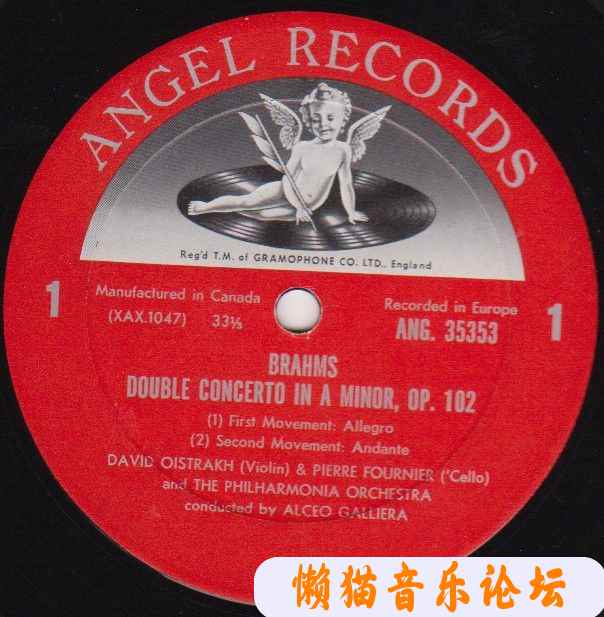 ANGEL RECORDS
Reg'd T.M. of GRAMOPHONE CO. LTD., England
1
1
Manufactured in Canada
Recorded in Europe
(XAX.1047) 33⅓
ANG. 35353
BRAHMS
DOUBLE CONCERTO IN A MINOR, OP. 102
(1) First Movement: Allegro
(2) Second Movement: Andante
DAVID OISTRAKH (Violin) & PIERRE FOURNIER ('Cello)
and THE PHILHARMONIA ORCHESTRA
conducted by ALCEO GALLIERA
懒猫音乐论坛